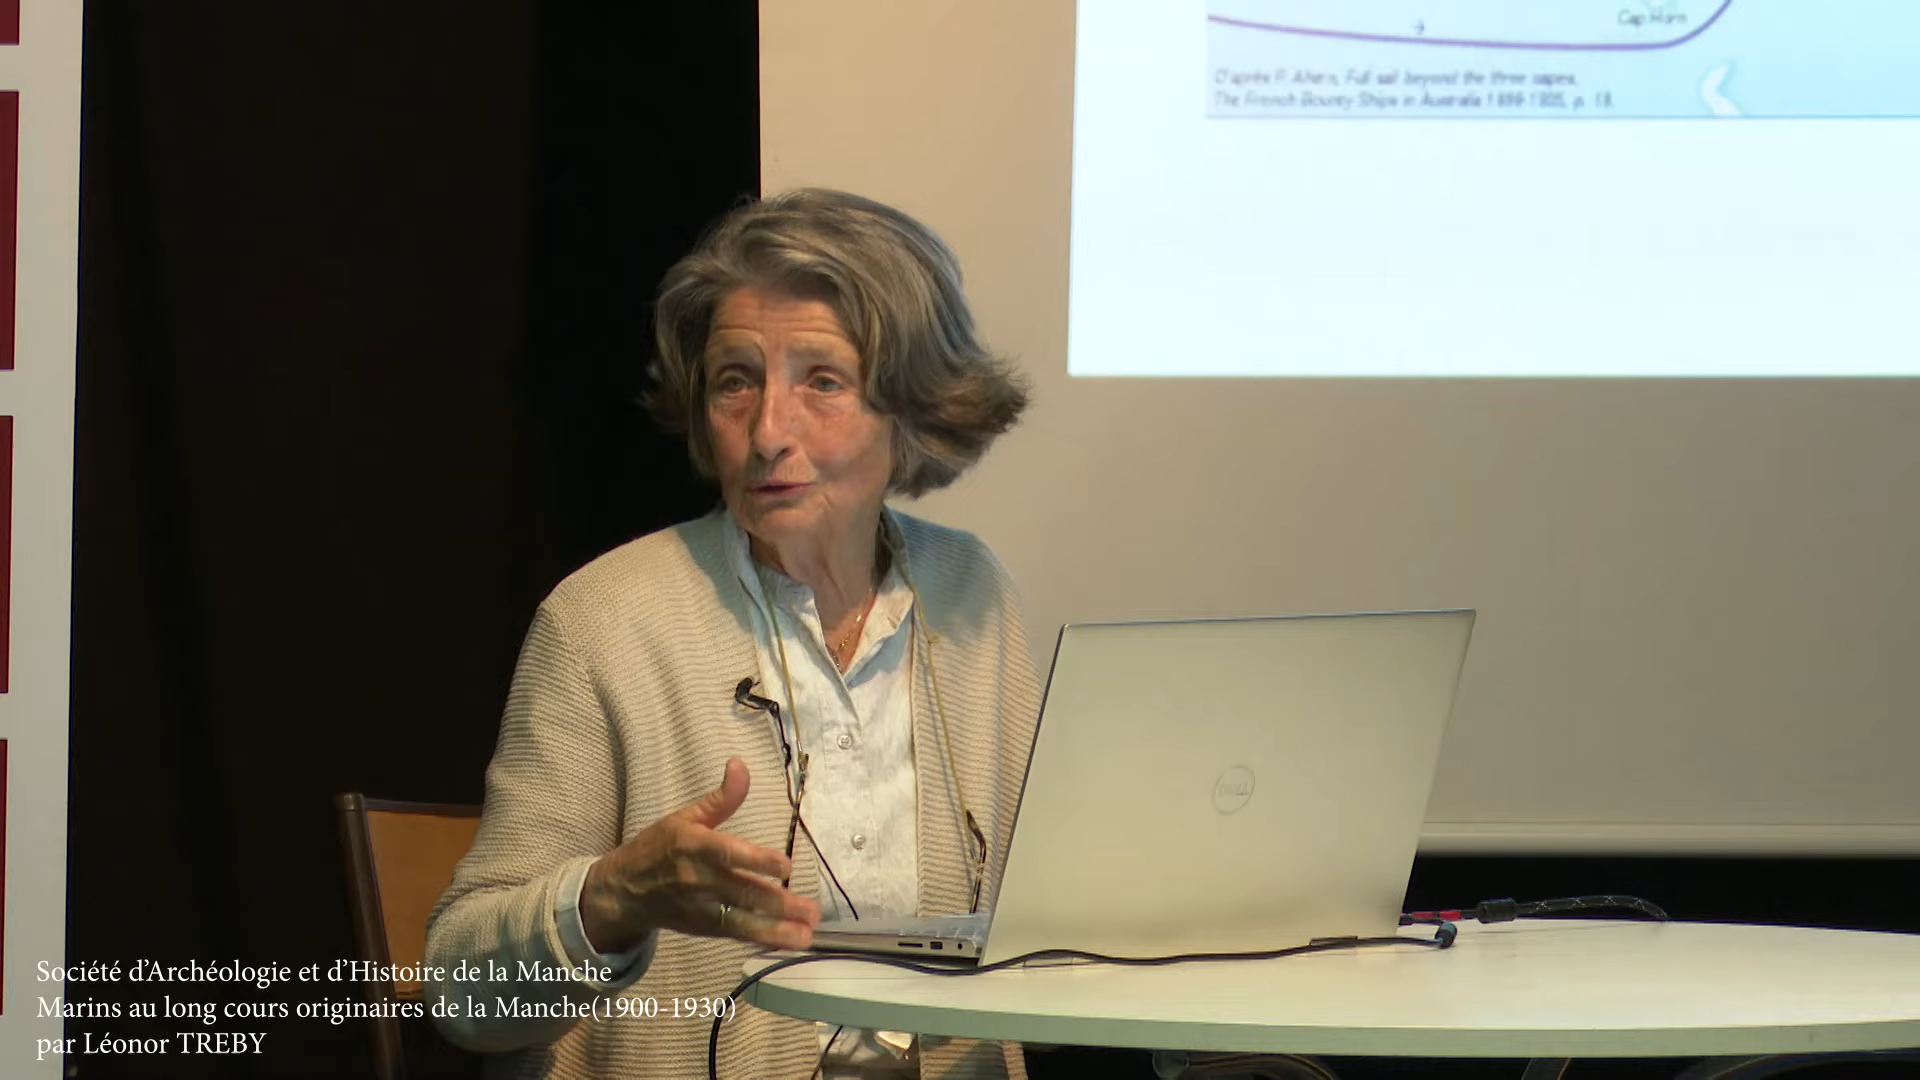 Cap Horn
D'après P. Ahern, Full sail beyond the three capes.
The French Bounty Ships in Australia 1899-1905, p. 18.
DELL
Société d'Archéologie et d'Histoire de la Manche
Marins au long cours originaires de la Manche(1900-1930)
par Léonor TREBY